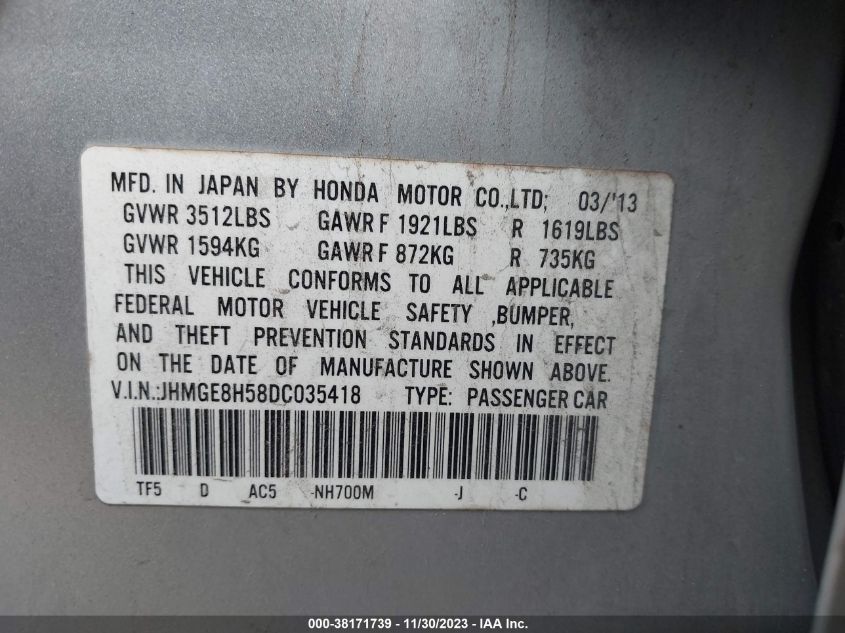 MFD. IN JAPAN BY HONDA MOTOR CO.,LTD; 03/'13
GVWR 3512LBS GAWR F 1921LBS R 1619LBS
GVWR 1594KG GAWR F 872KG R 735KG
THIS VEHICLE CONFORMS TO ALL APPLICABLE
FEDERAL MOTOR VEHICLE SAFETY ,BUMPER,
AND THEFT PREVENTION STANDARDS IN EFFECT
ON THE DATE OF MANUFACTURE SHOWN ABOVE.
V.I.N.:JHMGE8H58DC035418 TYPE: PASSENGER CAR
TF5 D AC5 -NH700M -J -C
000-38171739 - 11/30/2023 - IAA Inc.